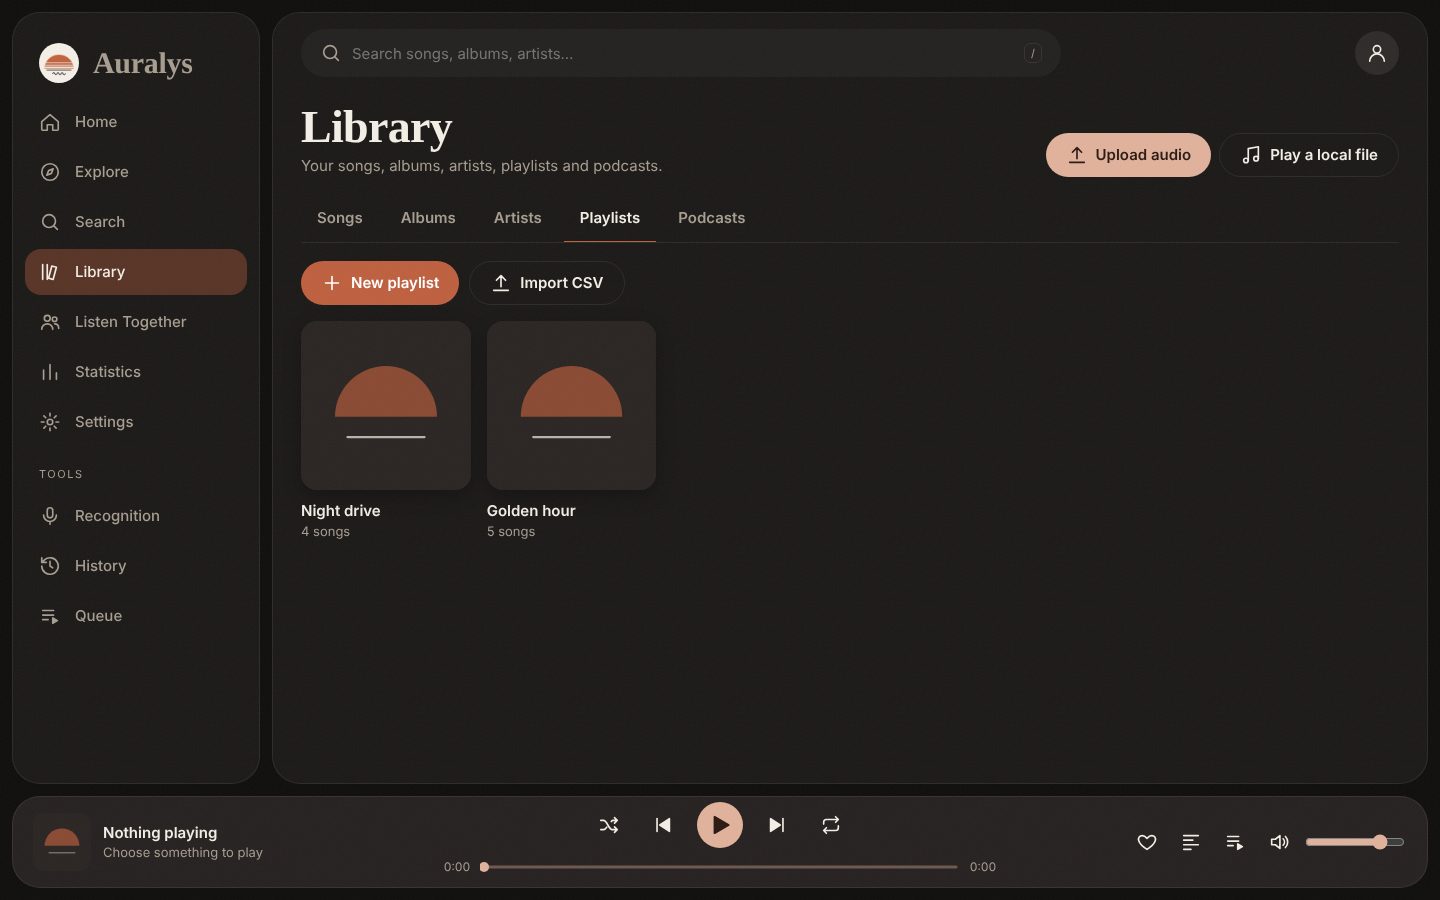 Auralys
Home
Explore
Search
Library
Listen Together
Statistics
Settings
TOOLS
Recognition
History
Queue
Search songs, albums, artists...
/
Library
Your songs, albums, artists, playlists and podcasts.
Upload audio
Play a local file
Songs
Albums
Artists
Playlists
Podcasts
New playlist
Import CSV
Night drive
4 songs
Golden hour
5 songs
Nothing playing
Choose something to play
0:00
0:00